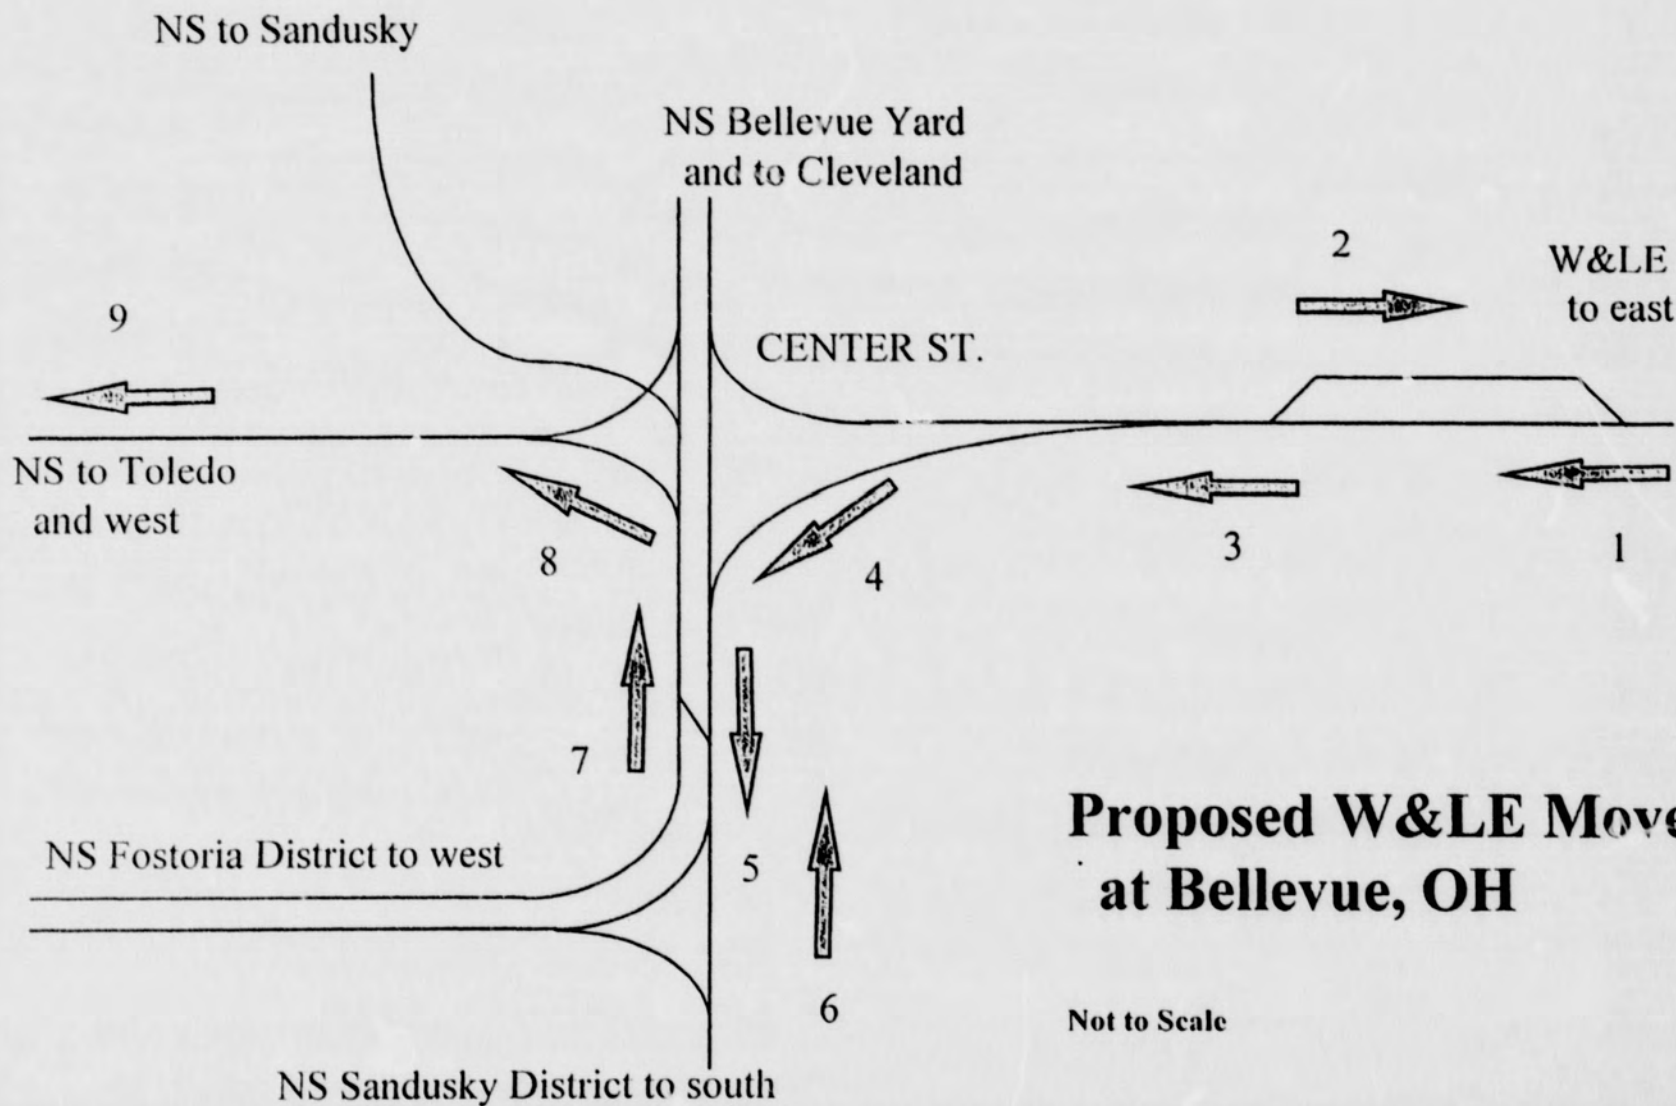 NS to Sandusky
NS Bellevue Yard
and to Cleveland
2
W&LE
to east
9
CENTER ST.
NS to Toledo
and west
8
4
3
1
7
NS Fostoria District to west
5
6
Proposed W&LE Move
at Bellevue, OH
Not to Scale
NS Sandusky District to south